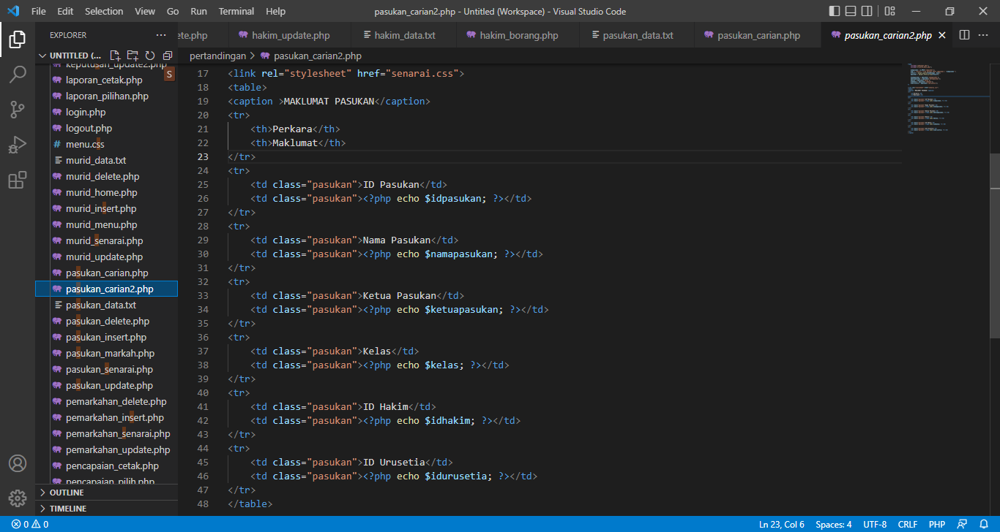 File Edit Selection View Go Run Terminal Help pasukan_carian2.php - Untitled (Workspace) - Visual Studio Code
EXPLORER ... ete.php hakim_update.php hakim_data.txt hakim_borang.php pasukan_data.txt pasukan_carian.php pasukan_carian2.php
UNTITLED (... pertandingan > pasukan_carian2.php
keputusan_update2.php
S
laporan_cetak.php
laporan_pilihan.php
login.php
logout.php
# menu.css
murid_data.txt
murid_delete.php
murid_home.php
murid_insert.php
murid_menu.php
murid_senarai.php
murid_update.php
pasukan_carian.php
pasukan_carian2.php
pasukan_data.txt
pasukan_delete.php
pasukan_insert.php
pasukan_markah.php
pasukan_senarai.php
pasukan_update.php
pemarkahan_delete.php
pemarkahan_insert.php
pemarkahan_senarai.php
pemarkahan_update.php
pencapaian_cetak.php
pencapaian_pilih.php
OUTLINE
TIMELINE
17 <link rel="stylesheet" href="senarai.css">
18 <table>
19 <caption >MAKLUMAT PASUKAN</caption>
20 <tr>
21 <th>Perkara</th>
22 <th>Maklumat</th>
23 </tr>
24 <tr>
25 <td class="pasukan">ID Pasukan</td>
26 <td class="pasukan"><?php echo $idpasukan; ?></td>
27 </tr>
28 <tr>
29 <td class="pasukan">Nama Pasukan</td>
30 <td class="pasukan"><?php echo $namapasukan; ?></td>
31 </tr>
32 <tr>
33 <td class="pasukan">Ketua Pasukan</td>
34 <td class="pasukan"><?php echo $ketuapasukan; ?></td>
35 </tr>
36 <tr>
37 <td class="pasukan">Kelas</td>
38 <td class="pasukan"><?php echo $kelas; ?></td>
39 </tr>
40 <tr>
41 <td class="pasukan">ID Hakim</td>
42 <td class="pasukan"><?php echo $idhakim; ?></td>
43 </tr>
44 <tr>
45 <td class="pasukan">ID Urusetia</td>
46 <td class="pasukan"><?php echo $idurusetia; ?></td>
47 </tr>
48 </table>
0 0 Ln 23, Col 6 Spaces: 4 UTF-8 CRLF PHP